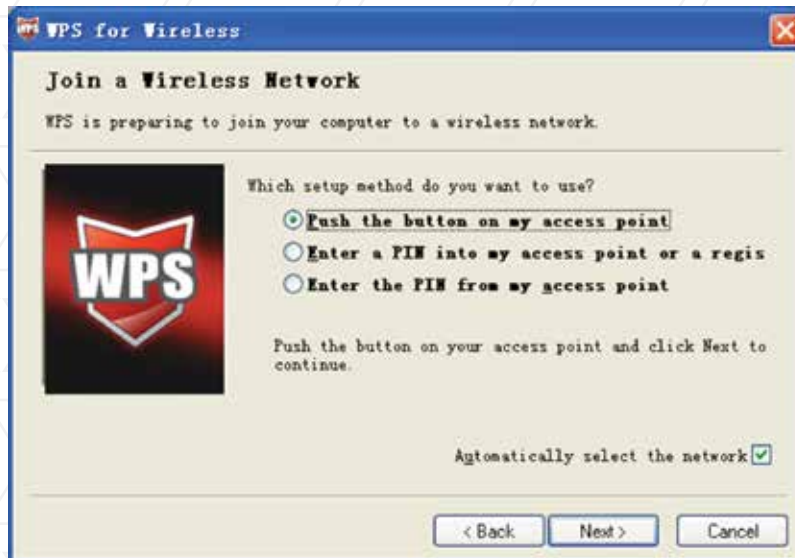 WPS for Wireless
Join a Wireless Network
WPS is preparing to join your computer to a wireless network.
WPS
Which setup method do you want to use?
Push the button on my access point
Enter a PIN into my access point or a regis
Enter the PIN from my access point
Push the button on your access point and click Next to
continue.
Automatically select the network
< Back Next > Cancel